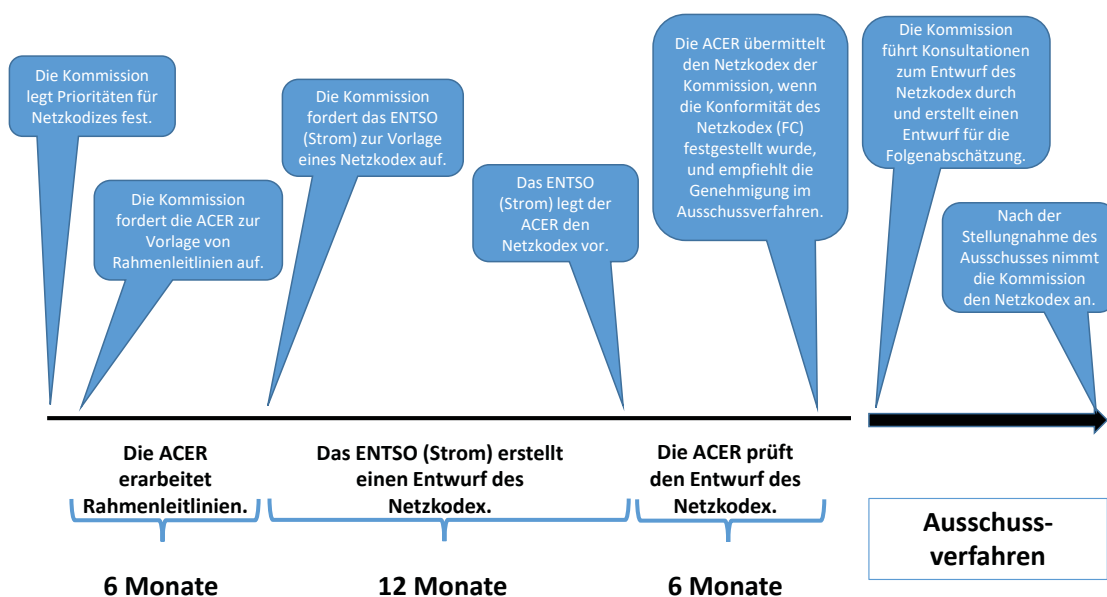 Die Kommission
legt Prioritäten für
Netzkodizes fest.
Die Kommission
fordert die ACER zur
Vorlage von
Rahmenleitlinien auf.
Die Kommission
fordert das ENTSO
(Strom) zur Vorlage
eines Netzkodex auf.
Das ENTSO
(Strom) legt der
ACER den
Netzkodex vor.
Die ACER übermittelt
den Netzkodex der
Kommission, wenn
die Konformität des
Netzkodex (FC)
festgestellt wurde,
und empfiehlt die
Genehmigung im
Ausschussverfahren.
Die Kommission
führt Konsultationen
zum Entwurf des
Netzkodex durch
und erstellt einen
Entwurf für die
Folgenabschätzung.
Nach der
Stellungnahme des
Ausschusses nimmt
die Kommission
den Netzkodex an.
Die ACER
erarbeitet
Rahmenleitlinien.
Das ENTSO (Strom) erstellt
einen Entwurf des
Netzkodex.
Die ACER prüft
den Entwurf des
Netzkodex.
6 Monate
12 Monate
6 Monate
Ausschuss-
verfahren